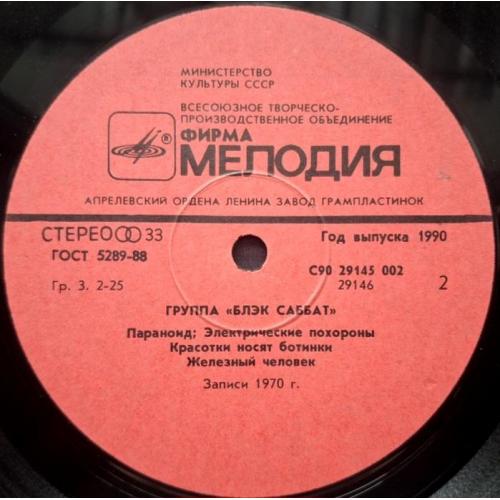 МИНИСТЕРСТВО
КУЛЬТУРЫ СССР
ВСЕСОЮЗНОЕ ТВОРЧЕСКО-
ПРОИЗВОДСТВЕННОЕ ОБЪЕДИНЕНИЕ
ФИРМА
®
МЕЛОДИЯ
АПРЕЛЕВСКИЙ ОРДЕНА ЛЕНИНА ЗАВОД ГРАМПЛАСТИНОК
СТЕРЕО 33
Год выпуска 1990
ГОСТ 5289-88
С90 29145 002
Гр. 3. 2-25
29146
2
ГРУППА «БЛЭК САББАТ»
Параноид; Электрические похороны
Красотки носят ботинки
Железный человек
Записи 1970 г.